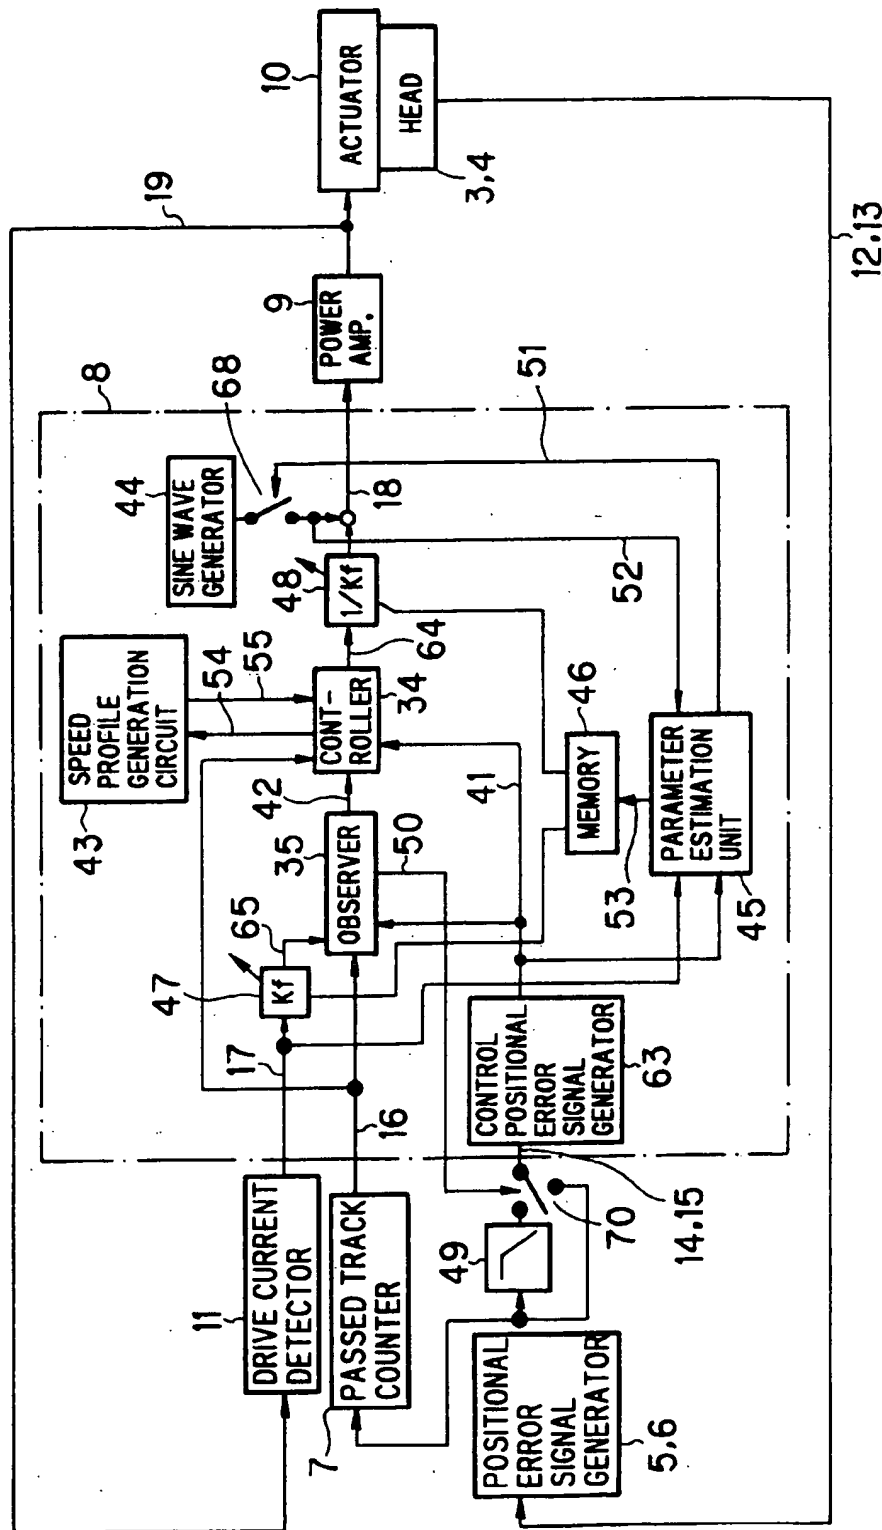 10
ACTUATOR
HEAD
3,4
19
9
POWER
AMP.
12,13
8
68
44
SINE WAVE
GENERATOR
18
51
52
48
1/Kf
64
43
SPEED
PROFILE
GENERATION
CIRCUIT
54
55
34
CONT-
ROLLER
42
35
OBSERVER
50
41
46
MEMORY
53
PARAMETER
ESTIMATION
UNIT
45
65
47
Kf
17
16
CONTROL
POSITIONAL
ERROR
SIGNAL
GENERATOR
63
11
DRIVE CURRENT
DETECTOR
7
PASSED TRACK
COUNTER
49
70
14,15
POSITIONAL
ERROR
SIGNAL
GENERATOR
5,6